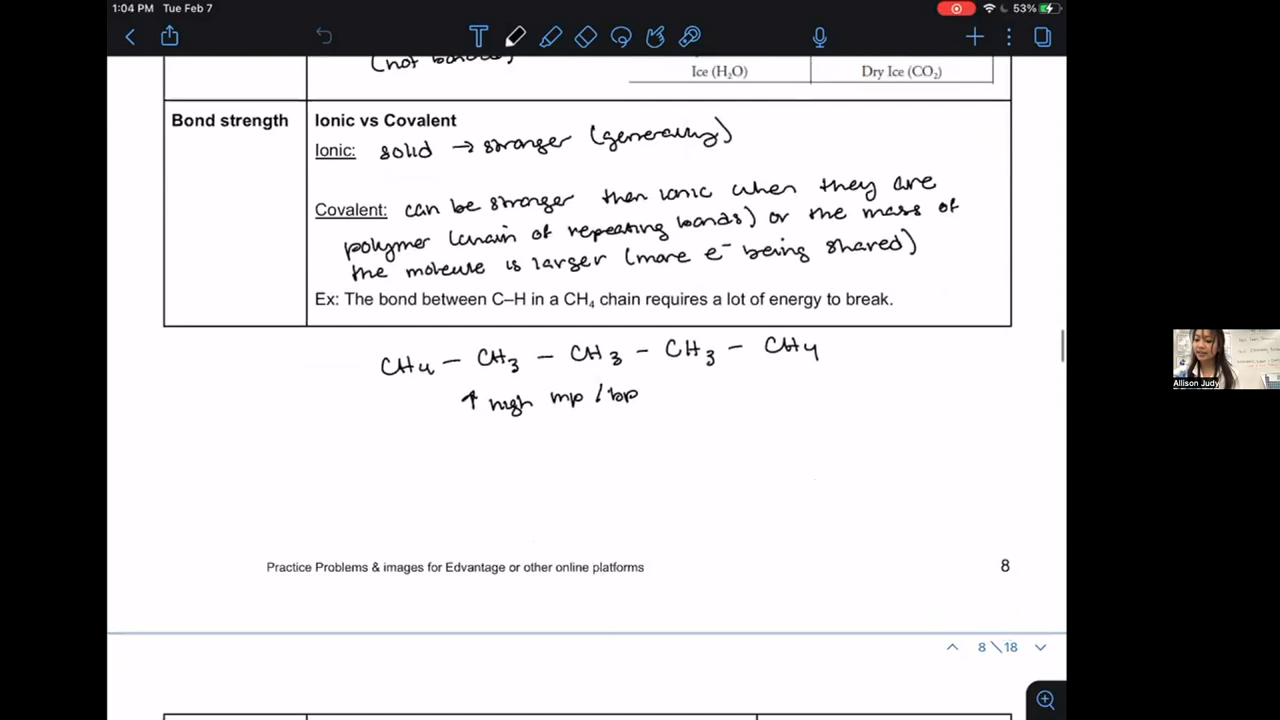 1:04 PM Tue Feb 7
53%
(not bonded)
Ice (H₂O) Dry Ice (CO₂)
Bond strength
Ionic vs Covalent
Ionic: solid → stronger (generally)
Covalent: can be stronger then ionic when they are
polymer (chain of repeating bonds) or the mass of
the molecule is larger (more e⁻ being shared)
Ex: The bond between C–H in a CH₄ chain requires a lot of energy to break.
CH₄ – CH₃ – CH₃ – CH₃ – CH₄
↑ high mp / bp
Allison Judy
Practice Problems & images for Edvantage or other online platforms
8
8\18